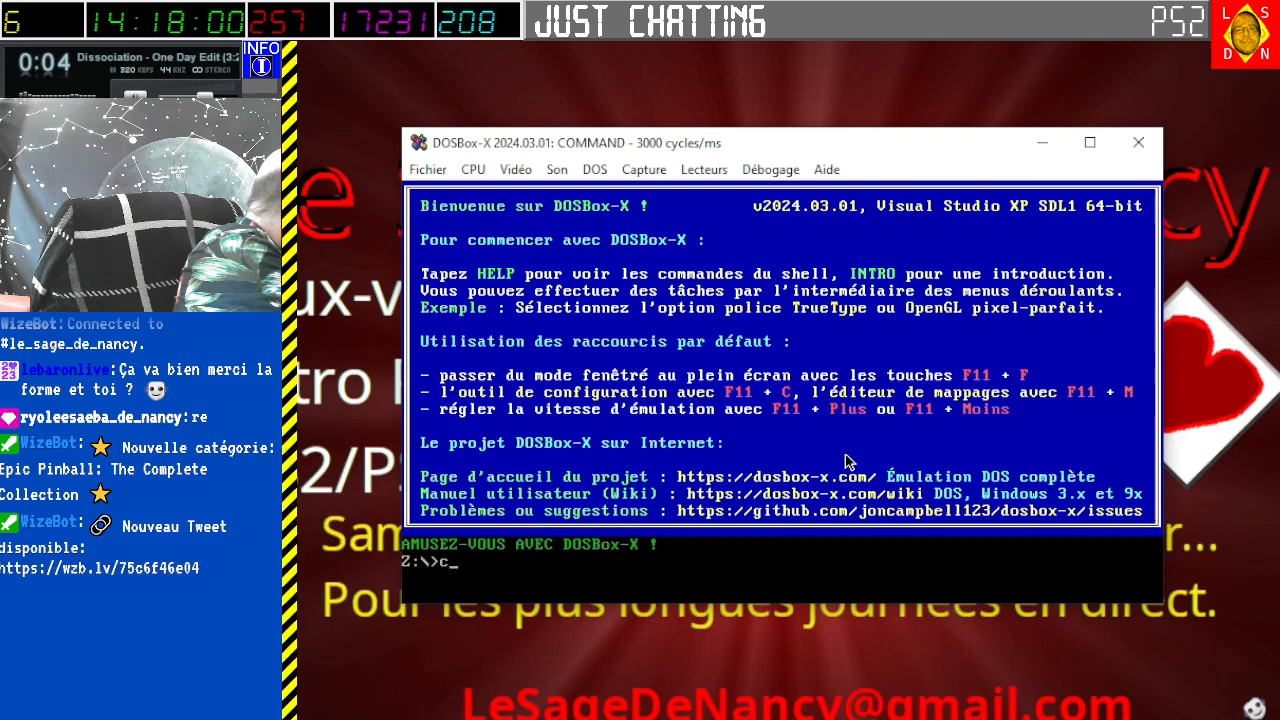 6 14:18:00 257 17231 208 JUST CHATTING PS2
L S
D N
0:04 Dissociation - One Day Edit (3:2
320 KBPS 44 KHZ STÉRÉO
INFO
WizeBot:Connected to
#le_sage_de_nancy.
lebaronlive:Ça va bien merci la
forme et toi ?
ryoleesaeba_de_nancy:re
WizeBot: Nouvelle catégorie:
Epic Pinball: The Complete
Collection
WizeBot: Nouveau Tweet
disponible:
https://wzb.lv/75c6f46e04
DOSBox-X 2024.03.01: COMMAND - 3000 cycles/ms
Fichier CPU Vidéo Son DOS Capture Lecteurs Débogage Aide
Bienvenue sur DOSBox-X ! v2024.03.01, Visual Studio XP SDL1 64-bit
Pour commencer avec DOSBox-X :
Tapez HELP pour voir les commandes du shell, INTRO pour une introduction.
Vous pouvez effectuer des tâches par l'intermédiaire des menus déroulants.
Exemple : Sélectionnez l'option police TrueType ou OpenGL pixel-parfait.
Utilisation des raccourcis par défaut :
- passer du mode fenêtré au plein écran avec les touches F11 + F
- l'outil de configuration avec F11 + C, l'éditeur de mappages avec F11 + M
- régler la vitesse d'émulation avec F11 + Plus ou F11 + Moins
Le projet DOSBox-X sur Internet:
Page d'accueil du projet : https://dosbox-x.com/ Émulation DOS complète
Manuel utilisateur (Wiki) : https://dosbox-x.com/wiki DOS, Windows 3.x et 9x
Problèmes ou suggestions : https://github.com/joncampbell123/dosbox-x/issues
AMUSEZ-VOUS AVEC DOSBox-X !
Z:\>c_
Pour les plus longues journées en direct.
LeSageDeNancy@gmail.com